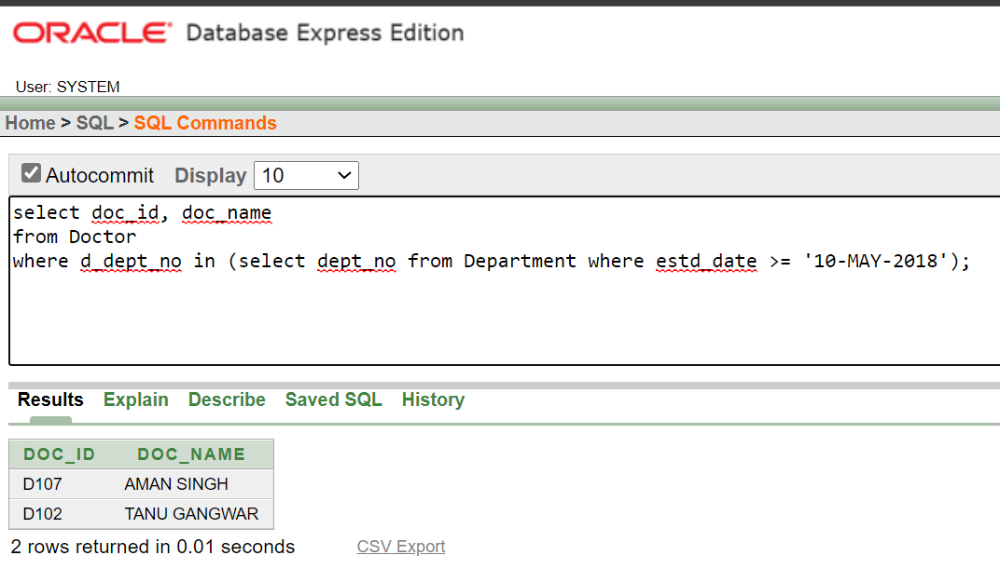 ORACLE Database Express Edition
User: SYSTEM
Home > SQL > SQL Commands
Autocommit Display 10
select doc_id, doc_name
from Doctor
where d_dept_no in (select dept_no from Department where estd_date >= '10-MAY-2018');
Results Explain Describe Saved SQL History
DOC_ID DOC_NAME
D107 AMAN SINGH
D102 TANU GANGWAR
2 rows returned in 0.01 seconds CSV Export